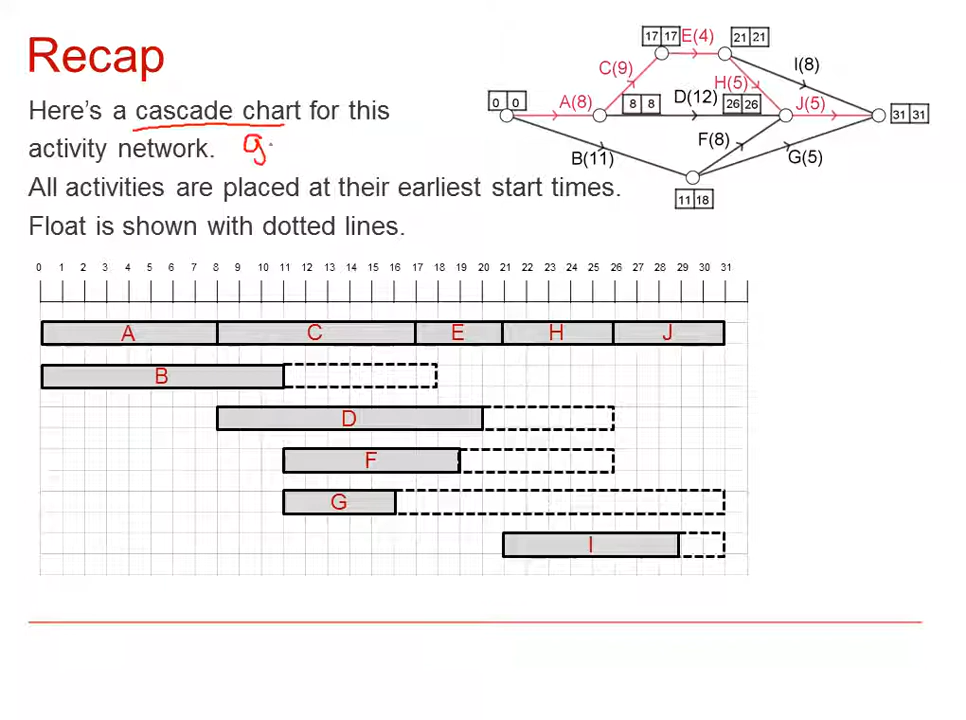 Recap
Here's a cascade chart for this
activity network. g
All activities are placed at their earliest start times.
Float is shown with dotted lines.
17 17 E(4) 21 21
C(9) H(5) I(8)
0 0 A(8) 8 8 D(12) 26 26 J(5) 31 31
B(11) F(8) G(5)
11 18
0 1 2 3 4 5 6 7 8 9 10 11 12 13 14 15 16 17 18 19 20 21 22 23 24 25 26 27 28 29 30 31
A C E H J
B
D
F
G
I